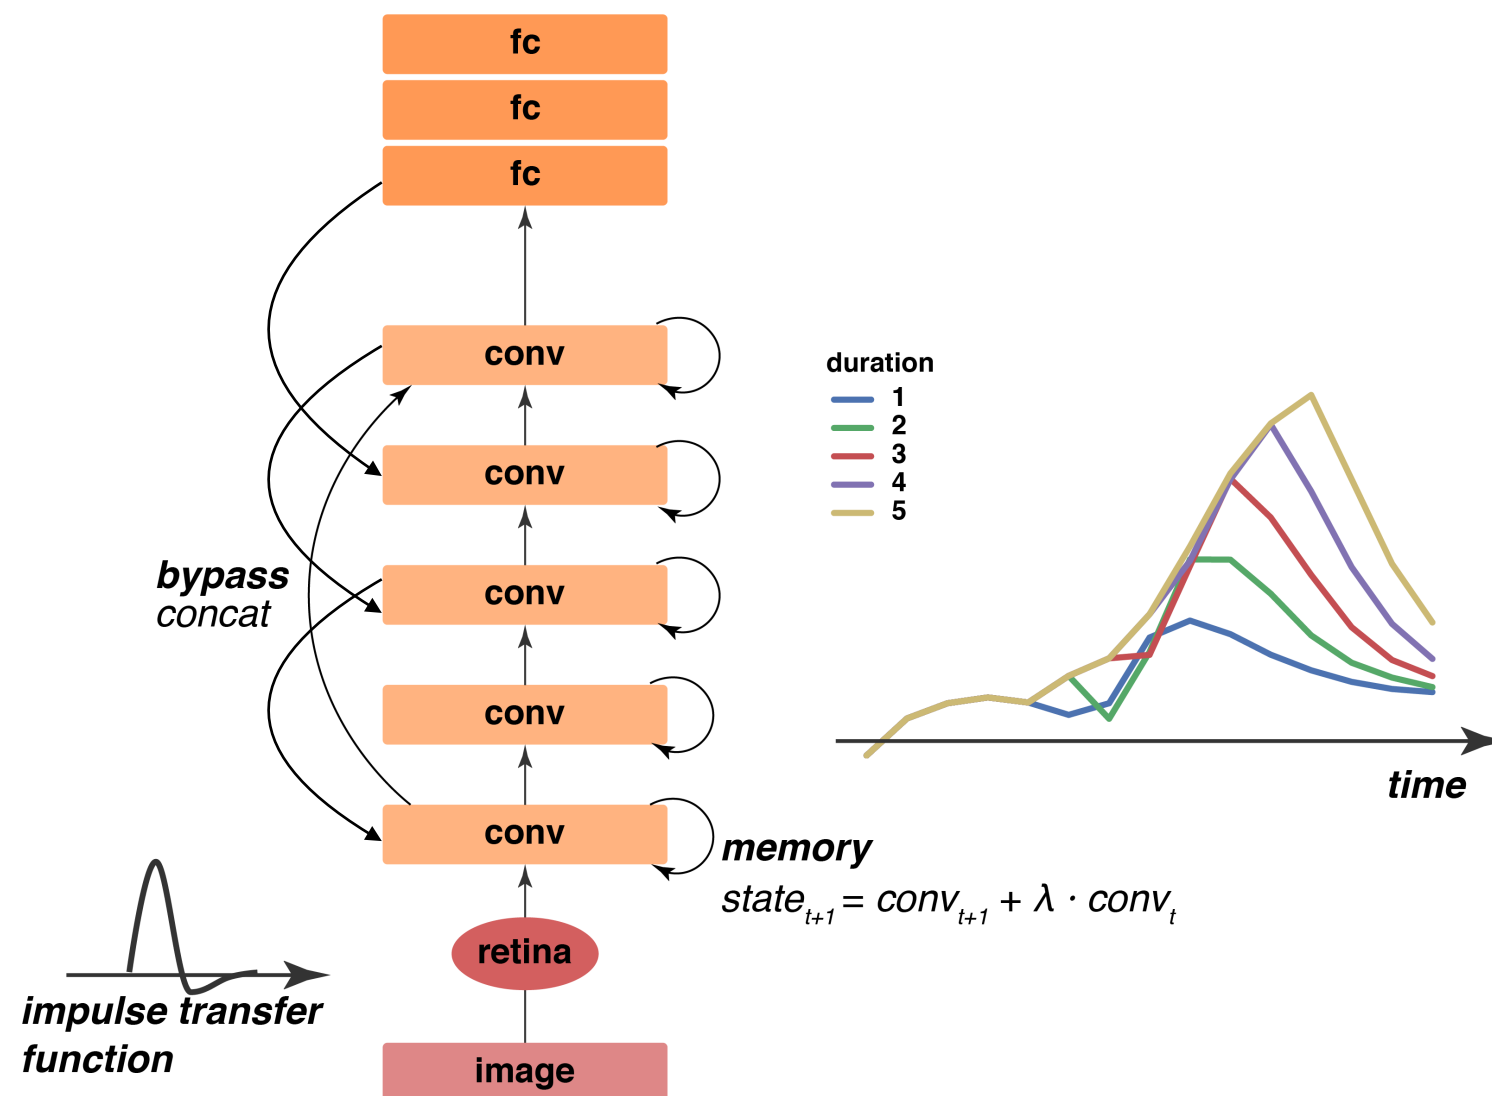 fc
fc
fc
conv
conv
conv
conv
conv
retina
image
bypass
concat
memory
state_{t+1} = conv_{t+1} + λ · conv_t
impulse transfer
function
duration
1
2
3
4
5
time